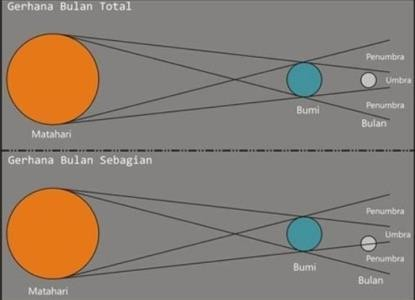 Gerhana Bulan Total
Penumbra
Umbra
Penumbra
Bumi
Bulan
Matahari
Gerhana Bulan Sebagian
Penumbra
Umbra
Penumbra
Bumi
Bulan
Matahari